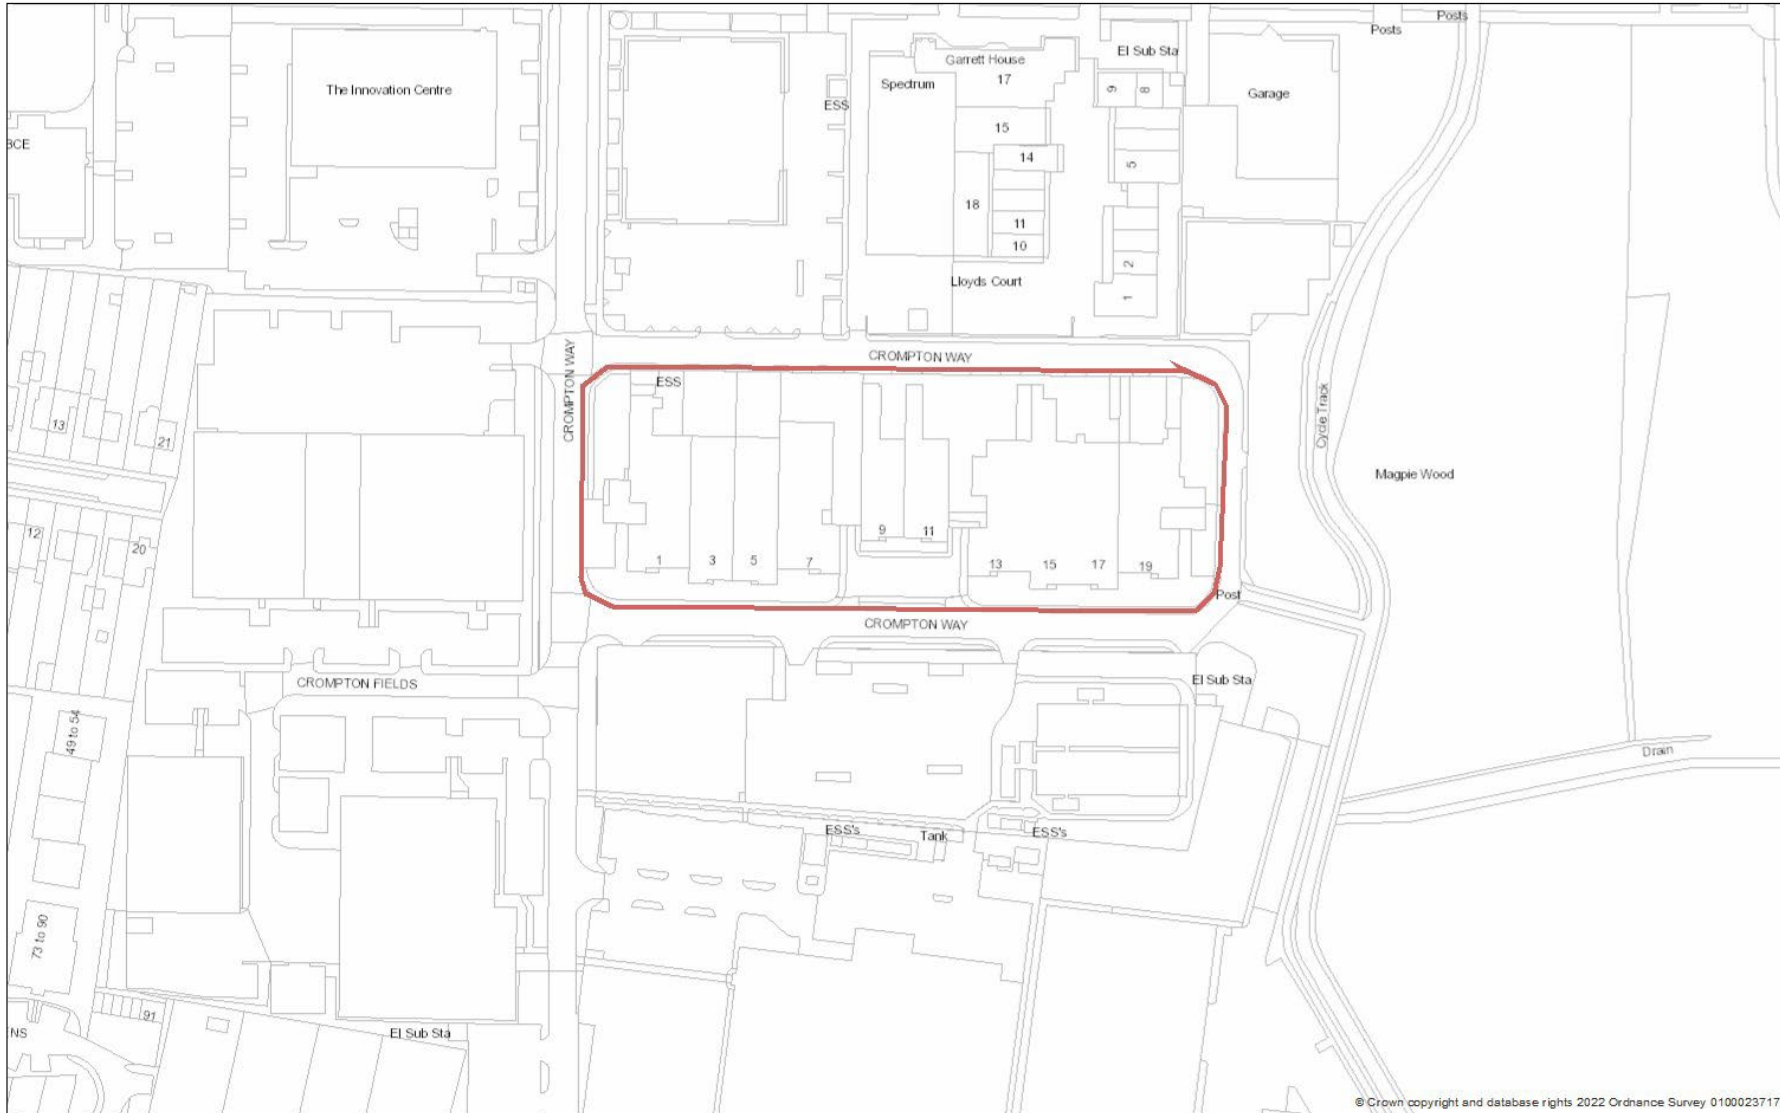 Posts
Posts
El Sub Sta
Garrett House
17
Spectrum
The Innovation Centre
9
8
Garage
ESS
15
BCE
14
5
18
11
10
2
Lloyds Court
1
CROMPTON WAY
CROMPTON WAY
ESS
Cycle Track
13
21
Magpie Wood
12
20
9
11
1
3
5
7
13
15
17
19
Post
CROMPTON WAY
El Sub Sta
CROMPTON FIELDS
49 to 54
Drain
ESS's
Tank
ESS's
73 to 90
91
NS
El Sub Sta
© Crown copyright and database rights 2022 Ordnance Survey 0100023717